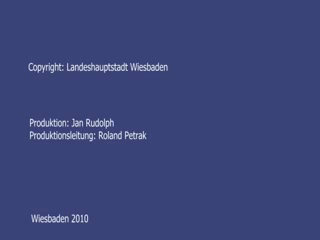 Copyright: Landeshauptstadt Wiesbaden
Produktion: Jan Rudolph
Produktionsleitung: Roland Petrak
Wiesbaden 2010